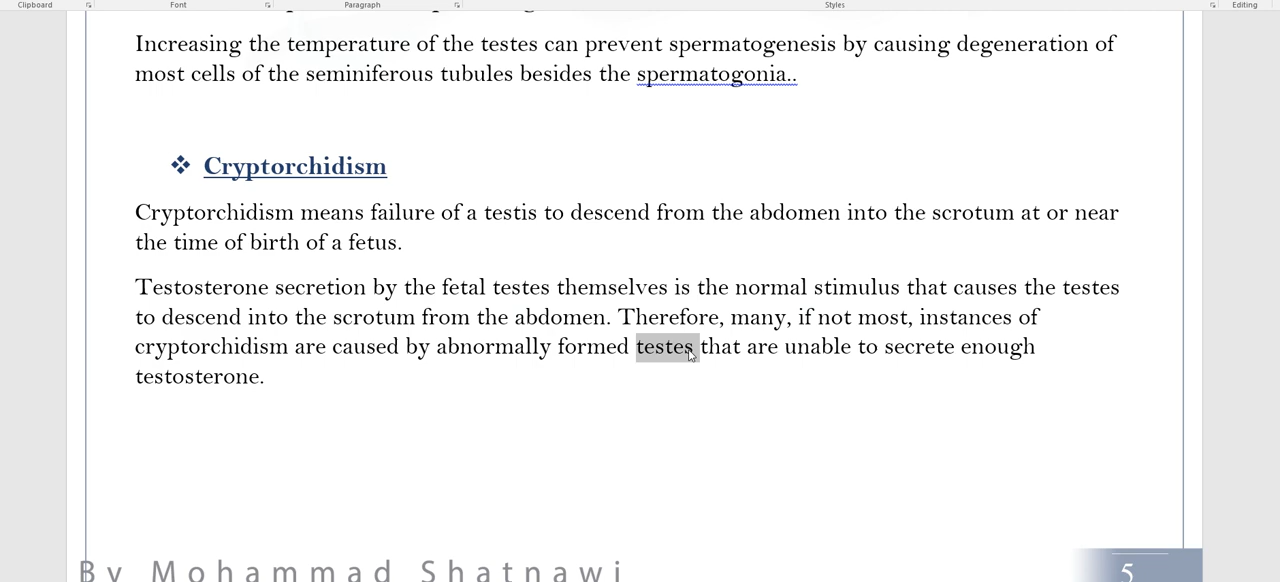 Clipboard Font Paragraph Styles Editing
Increasing the temperature of the testes can prevent spermatogenesis by causing degeneration of
most cells of the seminiferous tubules besides the spermatogonia..
❖ Cryptorchidism
Cryptorchidism means failure of a testis to descend from the abdomen into the scrotum at or near
the time of birth of a fetus.
Testosterone secretion by the fetal testes themselves is the normal stimulus that causes the testes
to descend into the scrotum from the abdomen. Therefore, many, if not most, instances of
cryptorchidism are caused by abnormally formed testes that are unable to secrete enough
testosterone.
By Mohammad Shatnawi
5